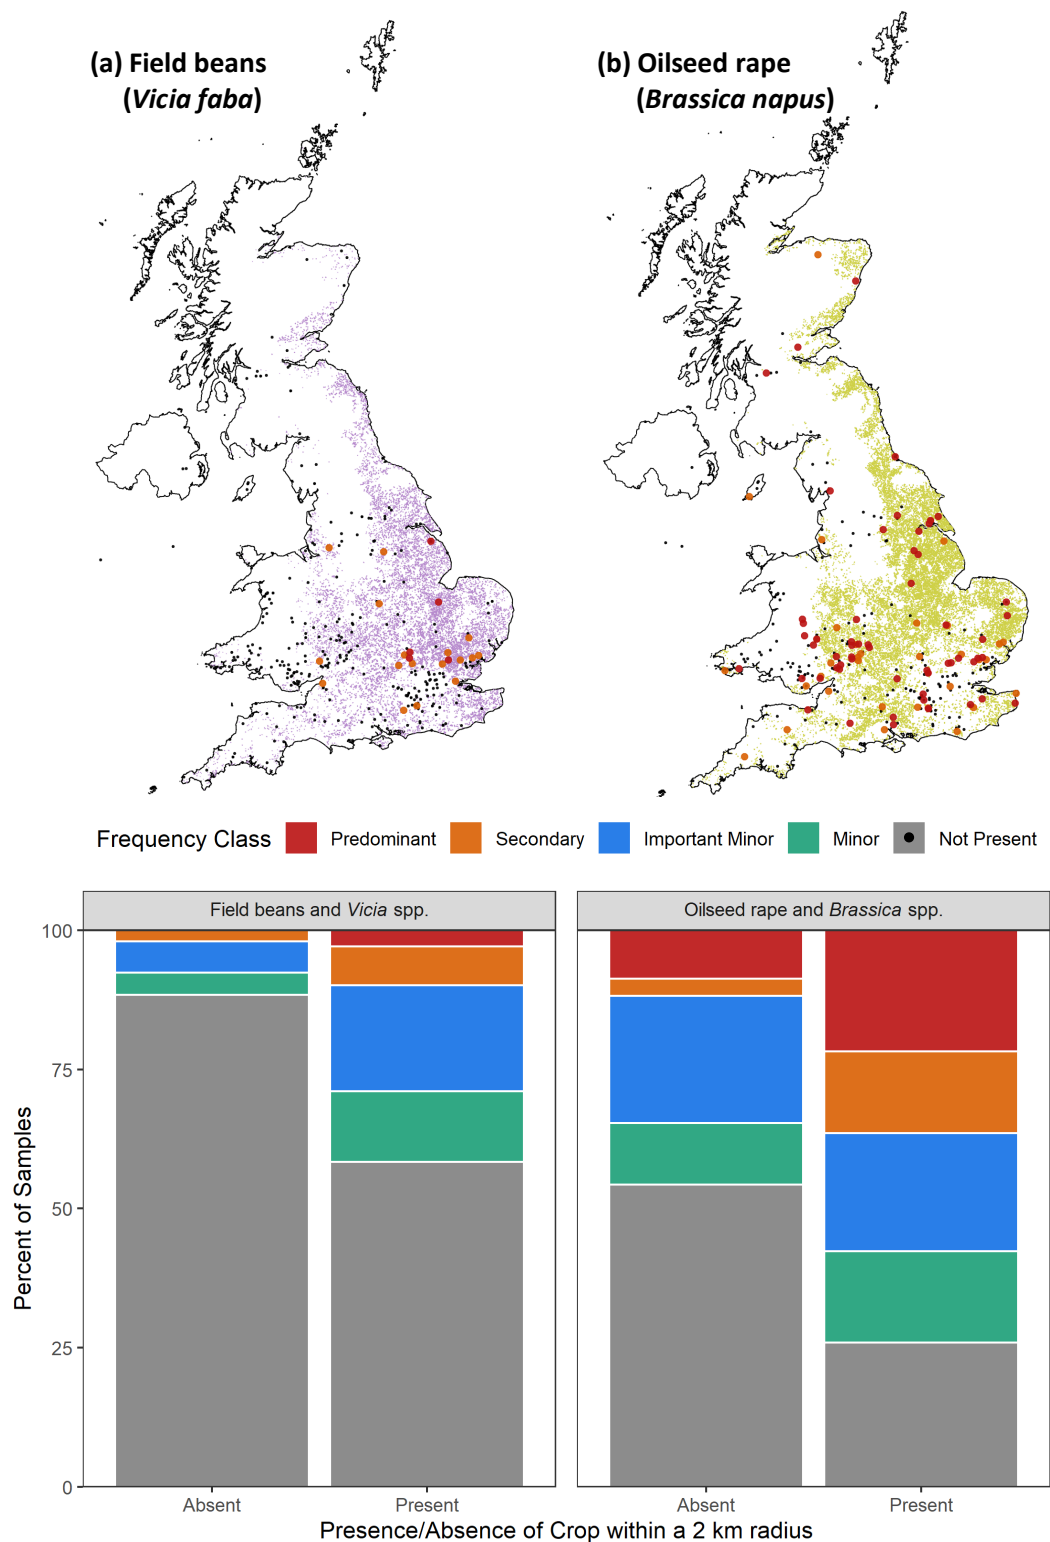 (a) Field beans
(Vicia faba)
(b) Oilseed rape
(Brassica napus)
Frequency Class Predominant Secondary Important Minor Minor Not Present
Field beans and Vicia spp.
Oilseed rape and Brassica spp.
Percent of Samples
100
75
50
25
0
Absent Present Absent Present
Presence/Absence of Crop within a 2 km radius